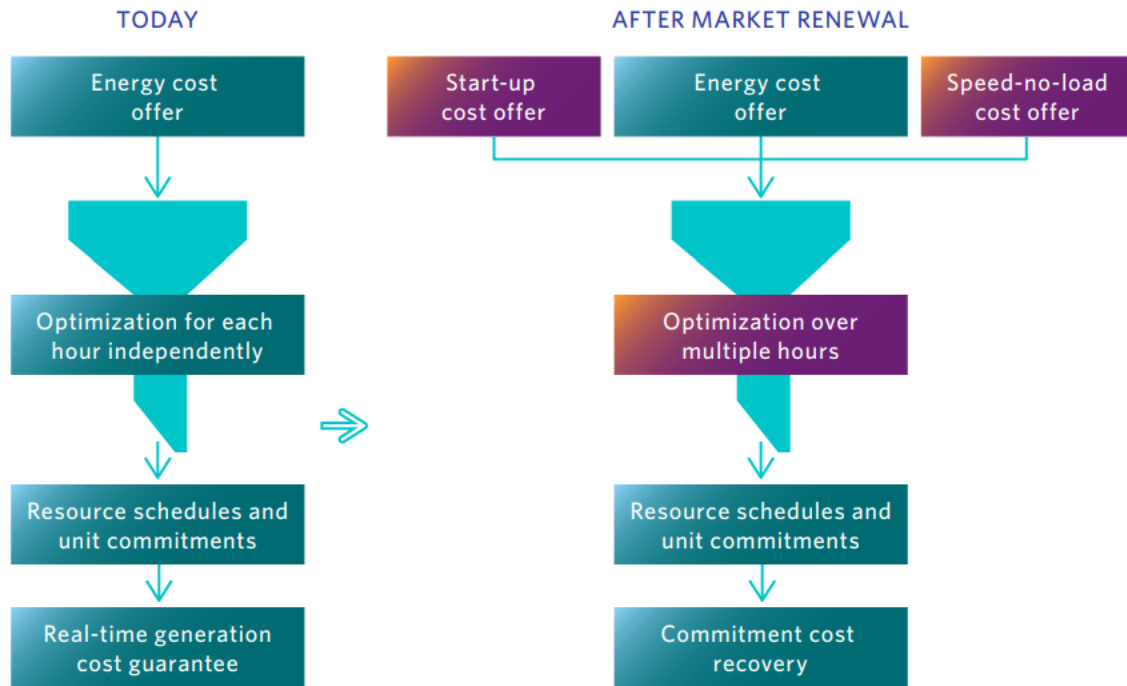 TODAY
Energy cost
offer
Optimization for each
hour independently
Resource schedules and
unit commitments
Real-time generation
cost guarantee
AFTER MARKET RENEWAL
Start-up
cost offer
Energy cost
offer
Speed-no-load
cost offer
Optimization over
multiple hours
Resource schedules and
unit commitments
Commitment cost
recovery